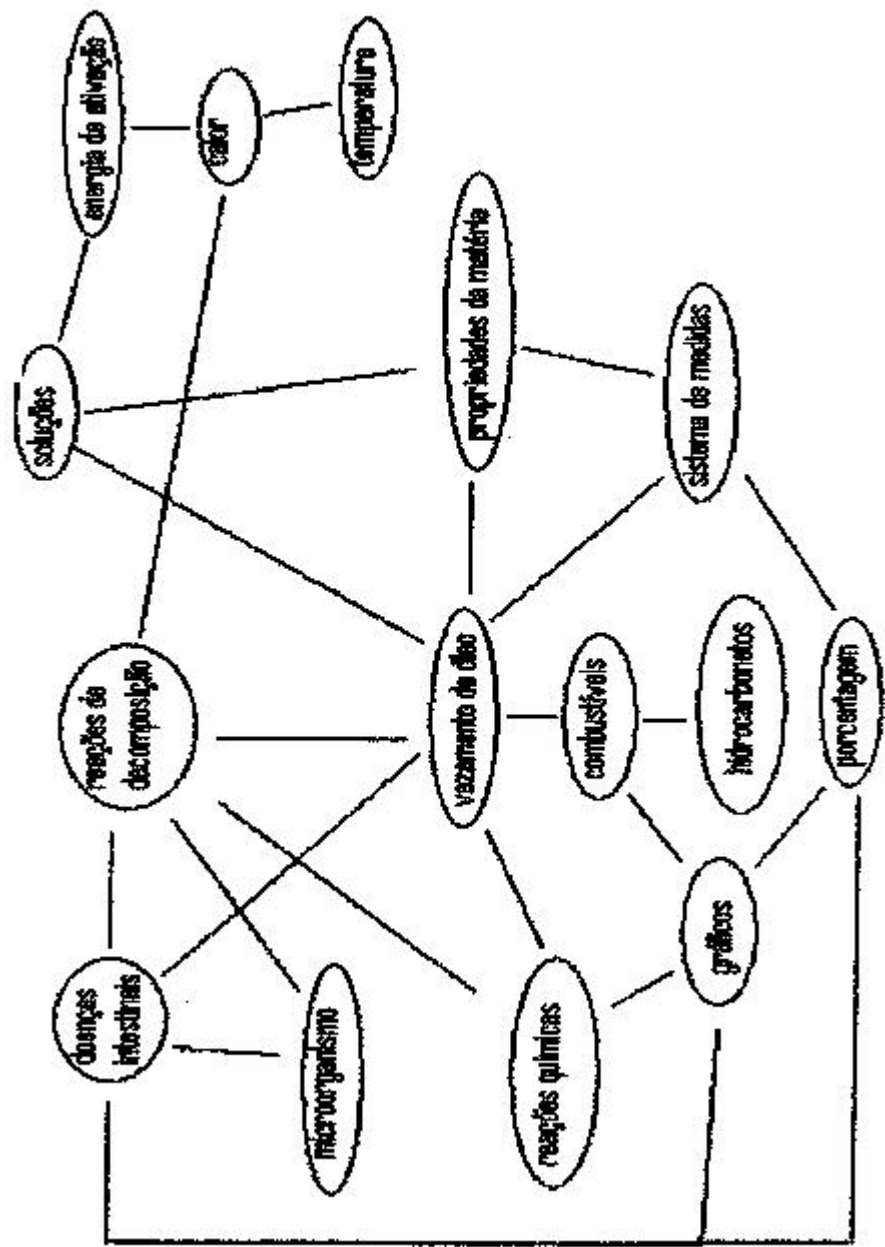 doenças
intestinais
reações de
decomposição
soluções
energia de ativação
microorganismo
calor
temperatura
vazamento de óleo
propriedades da matéria
reações químicas
combustíveis
gráficos
hidrocarbonetos
sistema de medidas
porcentagem